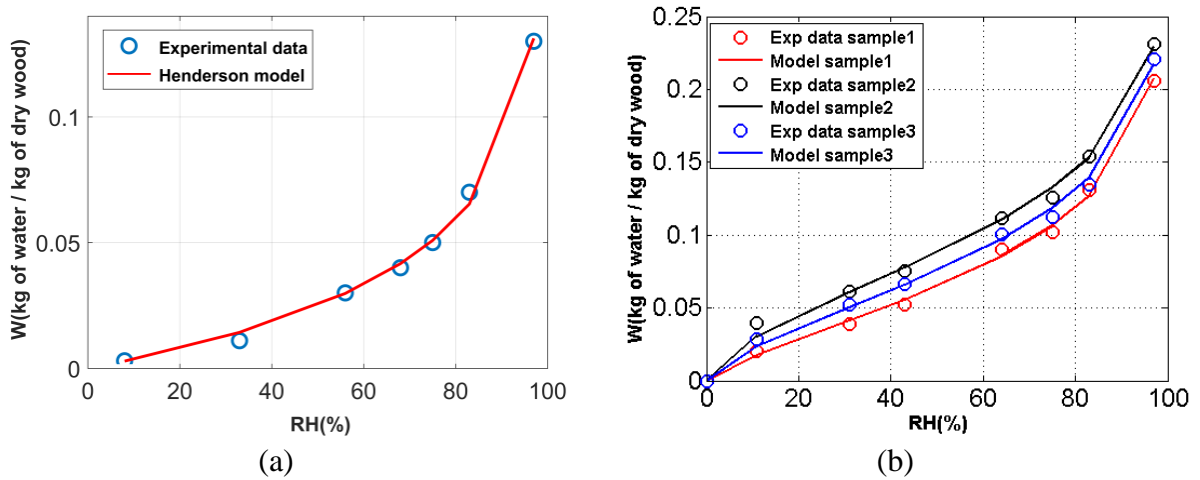 W(kg of water / kg of dry wood)
0.1
0.05
0
Experimental data
Henderson model
0 20 40 60 80 100
RH(%)
(a)
W(kg of water / kg of dry wood)
0.25
0.2
0.15
0.1
0.05
0
Exp data sample1
Model sample1
Exp data sample2
Model sample2
Exp data sample3
Model sample3
0 20 40 60 80 100
RH(%)
(b)